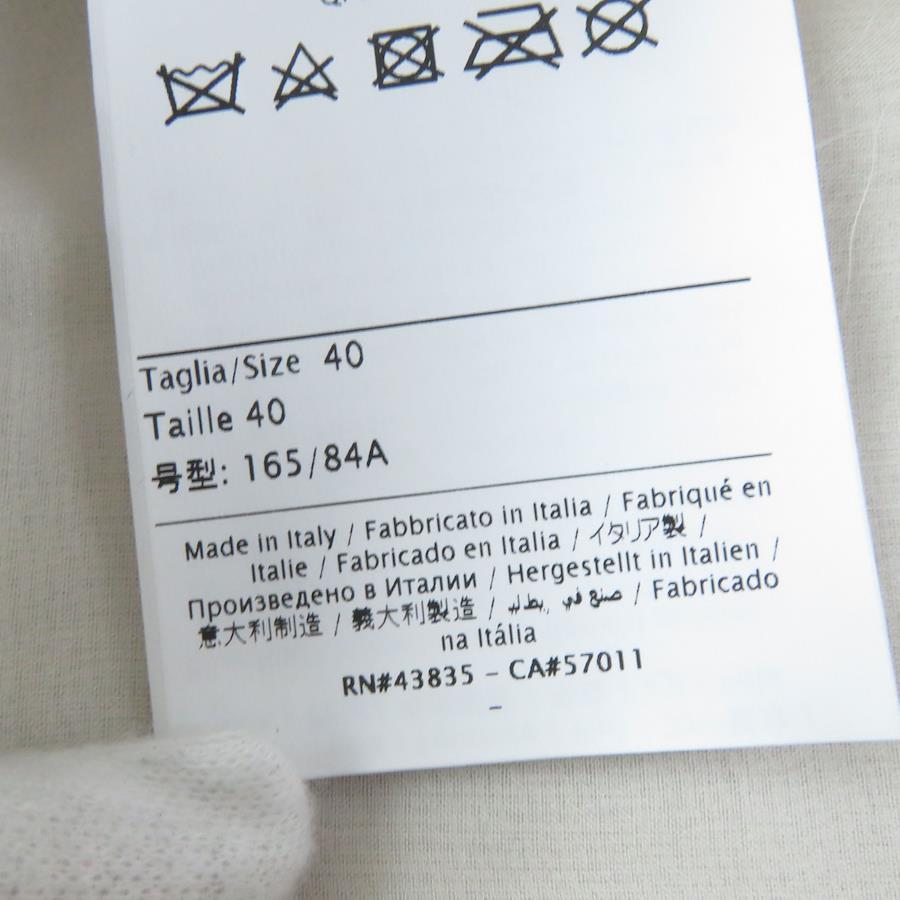 Taglia/Size 40
Taille 40
号型: 165/84A
Made in Italy / Fabbricato in Italia / Fabriqué en
Italie / Fabricado en Italia / イタリア製 /
Произведено в Италии / Hergestellt in Italien /
意大利制造 / 義大利製造 / صنع في إيطاليا / Fabricado
na Itália
RN#43835 - CA#57011
-